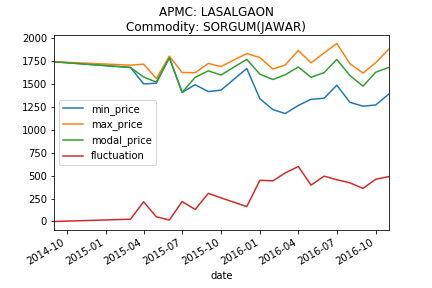 APMC: LASALGAON
Commodity: SORGUM(JAWAR)
2000
1750
1500
1250
1000
750
500
250
0
min_price
max_price
modal_price
fluctuation
2014-10
2015-01
2015-04
2015-07
2015-10
2016-01
2016-04
2016-07
2016-10
date